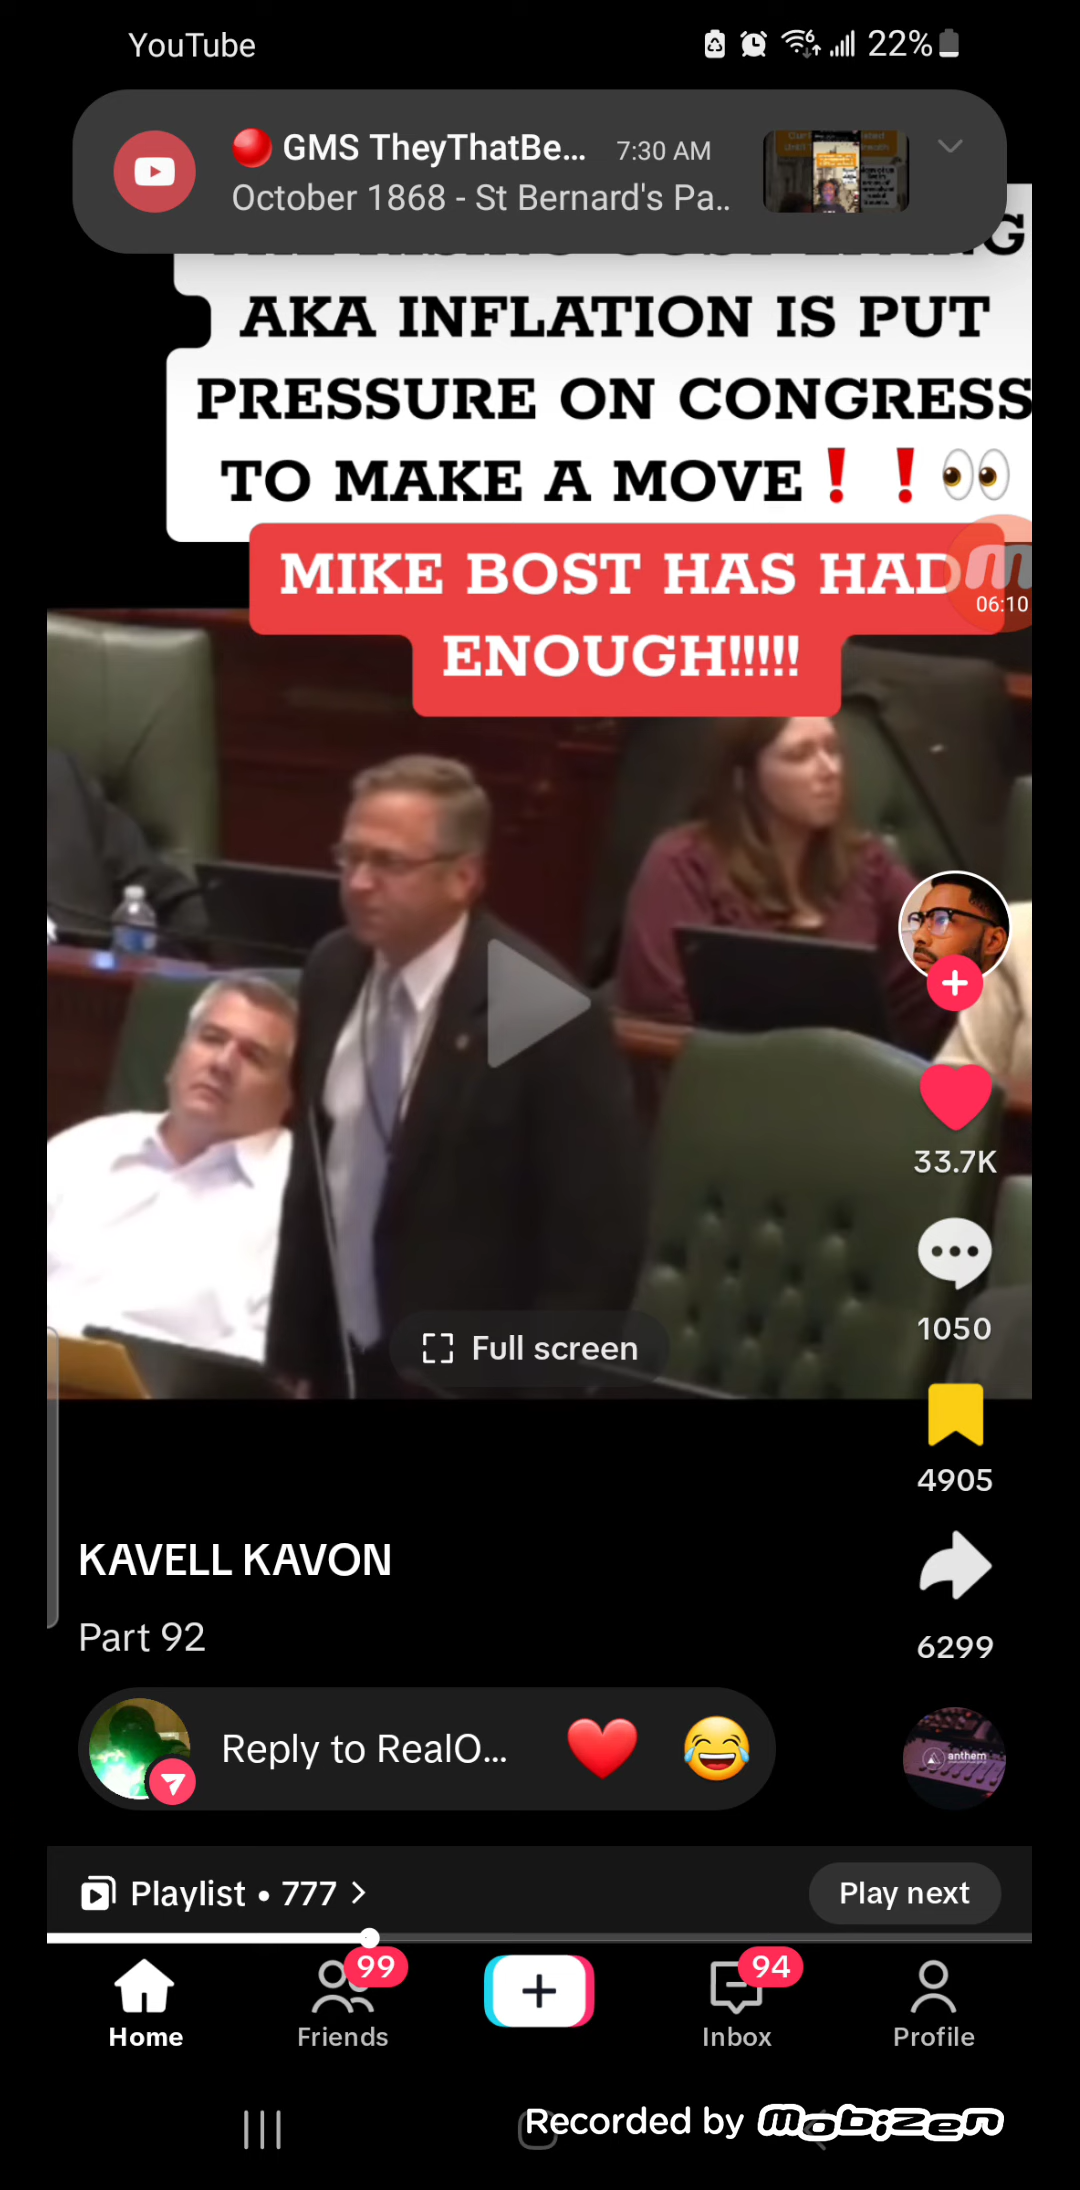 YouTube
22%
GMS TheyThatBe... 7:30 AM
October 1868 - St Bernard's Pa..
AKA INFLATION IS PUT
PRESSURE ON CONGRESS
TO MAKE A MOVE❗❗👀
MIKE BOST HAS HAD
ENOUGH!!!!!
06:10
33.7K
1050
Full screen
4905
KAVELL KAVON
Part 92
6299
Reply to RealO...
anthem
Playlist • 777 >
Play next
99
94
Home
Friends
Inbox
Profile
Recorded by mobizen